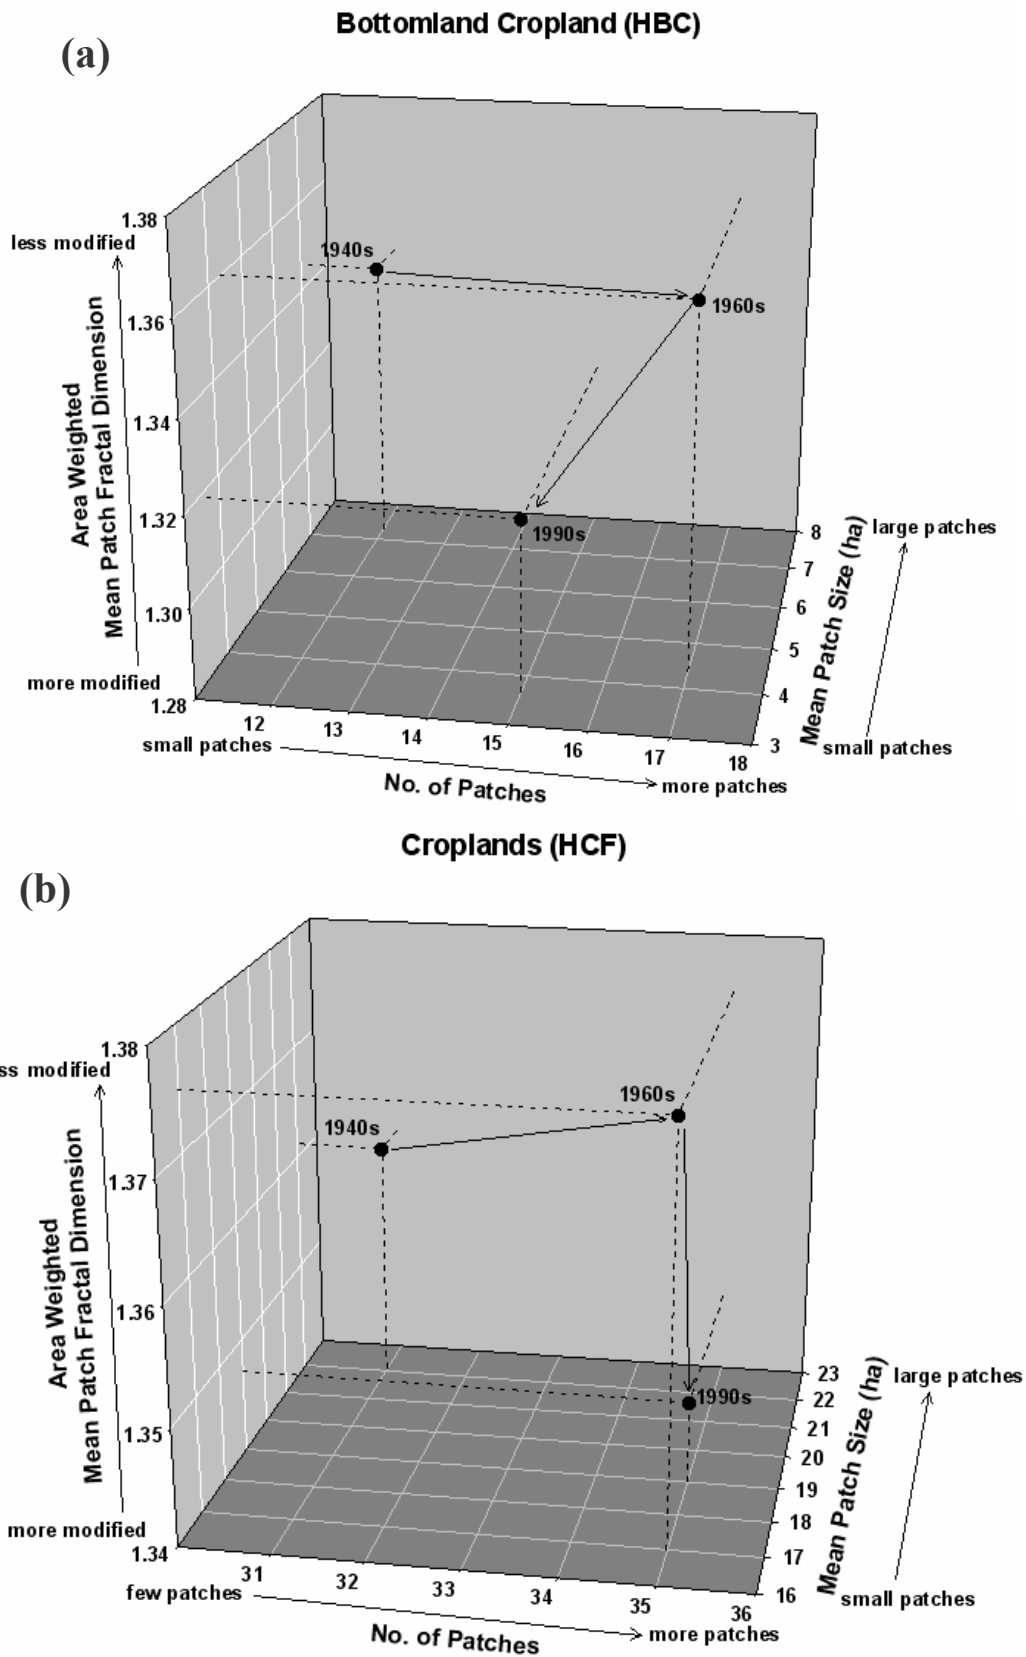 Bottomland Cropland (HBC)
(a)
1.38
less modified
1940s
1960s
1.36
1.34
1.32
1.30
1.28
Area Weighted
Mean Patch Fractal Dimension
more modified
1990s
8
7
6
5
4
3
large patches
Mean Patch Size (ha)
small patches
12
13
14
15
16
17
18
small patches
more patches
No. of Patches
Croplands (HCF)
(b)
1.38
ss modified
1960s
1940s
1.37
1.36
1.35
1.34
Area Weighted
Mean Patch Fractal Dimension
more modified
1990s
23
22
21
20
19
18
17
16
large patches
Mean Patch Size (ha)
small patches
31
32
33
34
35
36
few patches
more patches
No. of Patches